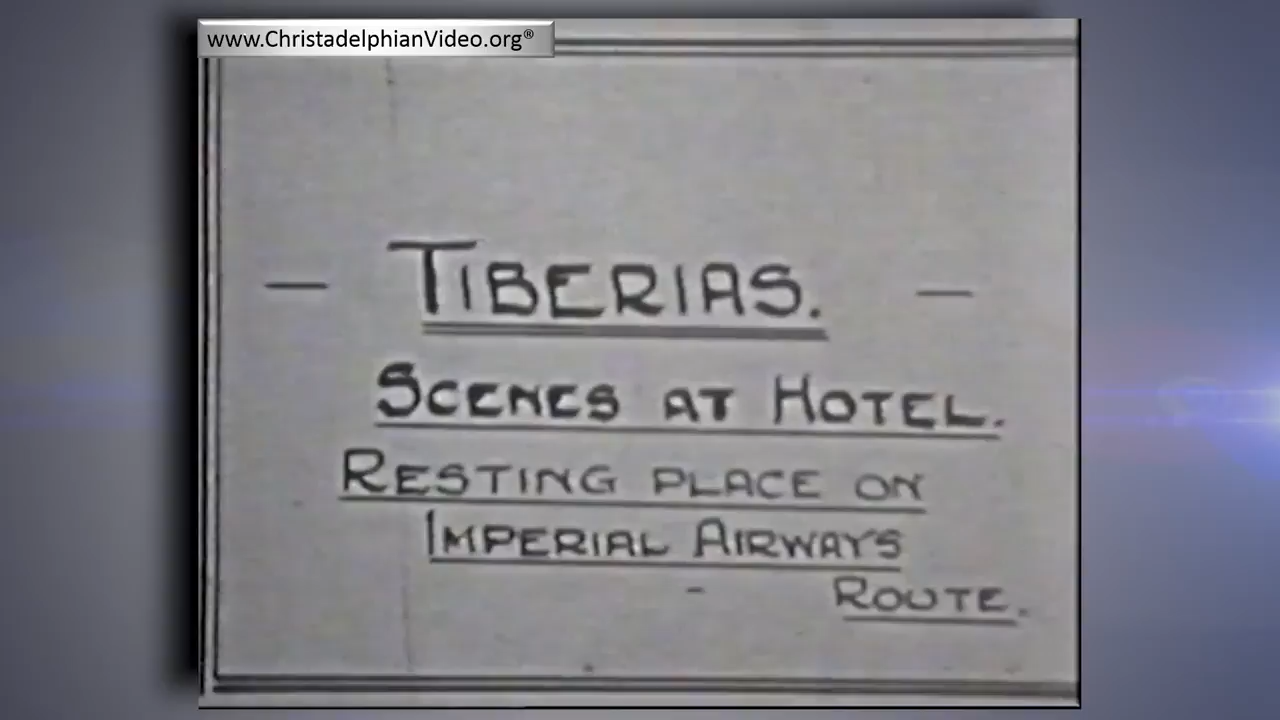 www.ChristadelphianVideo.org®
— TIBERIAS. —
SCENES AT HOTEL.
RESTING PLACE ON
IMPERIAL AIRWAYS
- ROUTE.